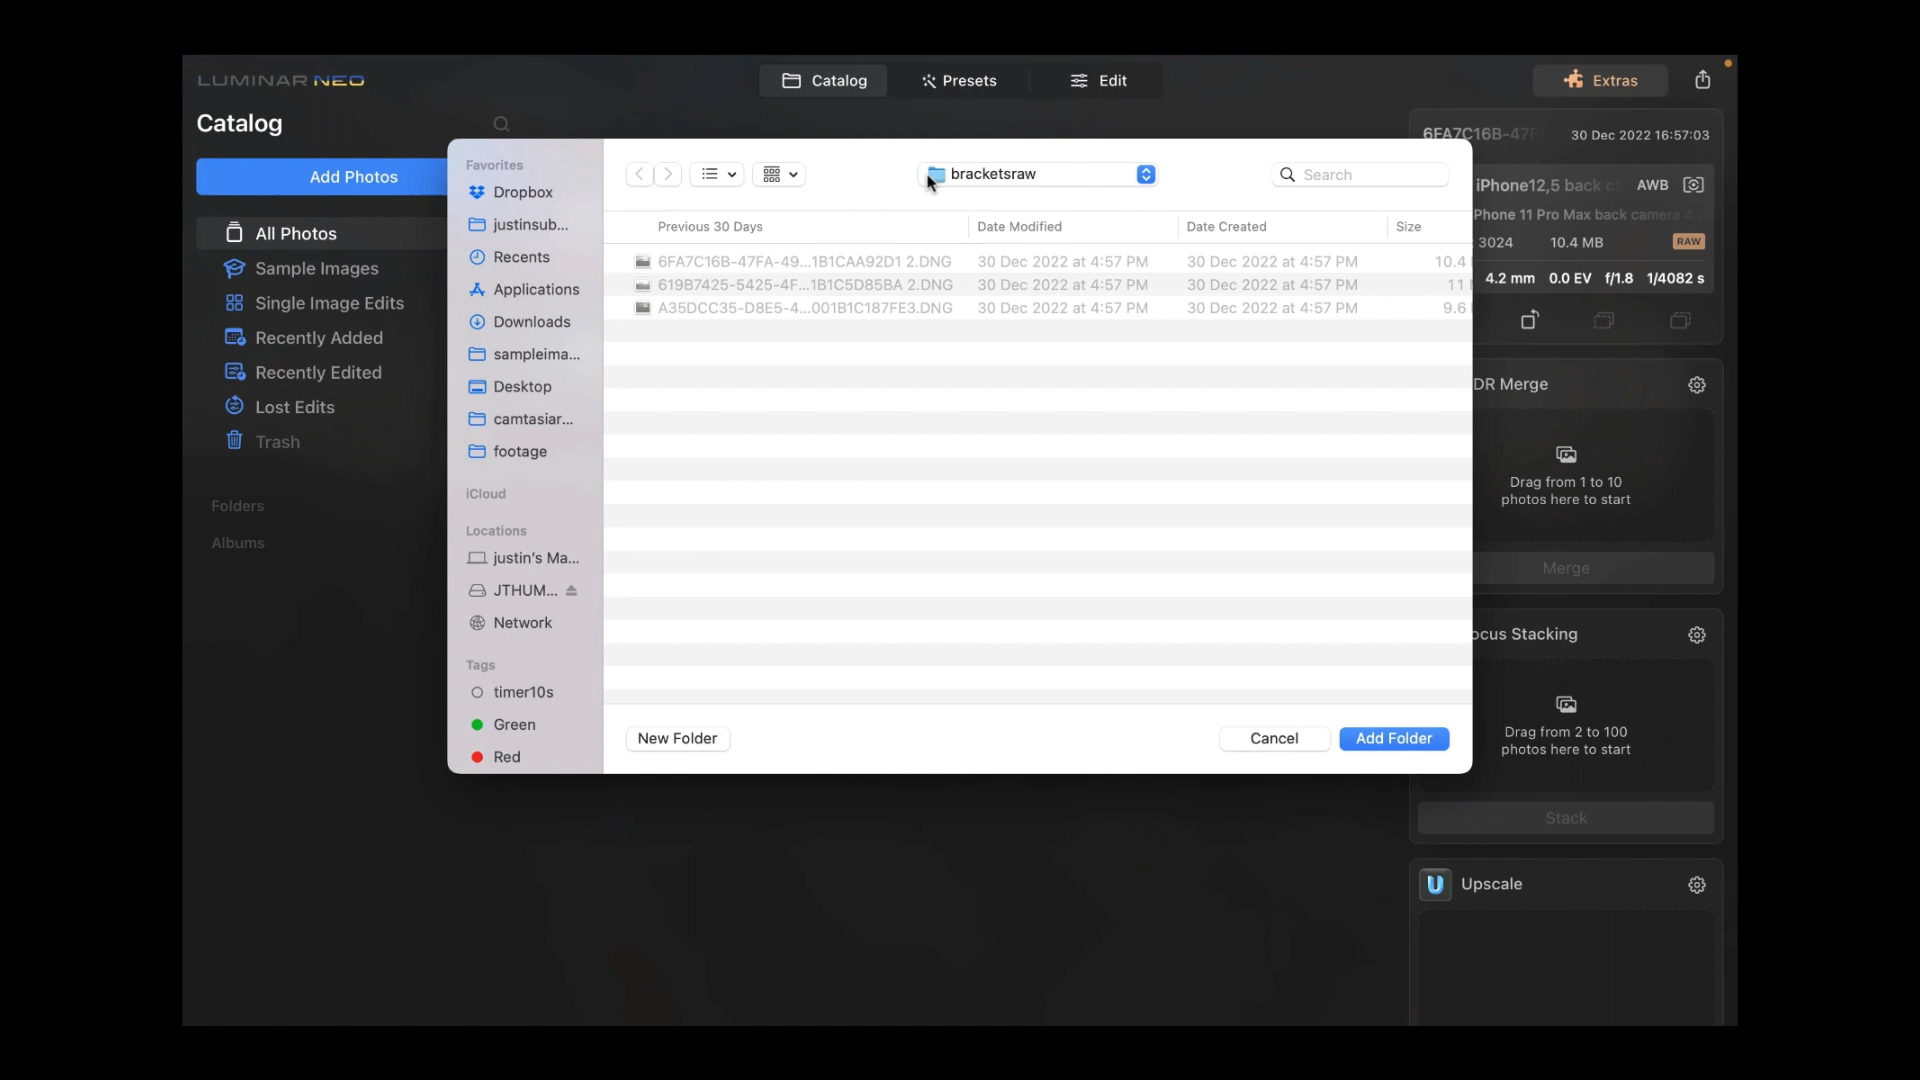 LUMINAR NEO
Catalog
Presets
Edit
Extras
Catalog
Add Photos
All Photos
Sample Images
Single Image Edits
Recently Added
Recently Edited
Lost Edits
Trash
Folders
Albums
Favorites
Dropbox
justinsub...
Recents
Applications
Downloads
sampleima...
Desktop
camtasiar...
footage
iCloud
Locations
justin's Ma...
JTHUM...
Network
Tags
timer10s
Green
Red
bracketsraw
Search
Previous 30 Days Date Modified Date Created Size
6FA7C16B-47FA-49...1B1CAA92D1 2.DNG 30 Dec 2022 at 4:57 PM 30 Dec 2022 at 4:57 PM 10.4
619B7425-5425-4F...1B1C5D85BA 2.DNG 30 Dec 2022 at 4:57 PM 30 Dec 2022 at 4:57 PM 11
A35DCC35-D8E5-4...001B1C187FE3.DNG 30 Dec 2022 at 4:57 PM 30 Dec 2022 at 4:57 PM 9.6
New Folder
Cancel
Add Folder
6FA7C16B-47F 30 Dec 2022 16:57:03
iPhone12,5 back ca AWB
Phone 11 Pro Max back camera 4.
3024 10.4 MB RAW
4.2 mm 0.0 EV f/1.8 1/4082 s
DR Merge
Drag from 1 to 10
photos here to start
Merge
ocus Stacking
Drag from 2 to 100
photos here to start
Stack
U Upscale